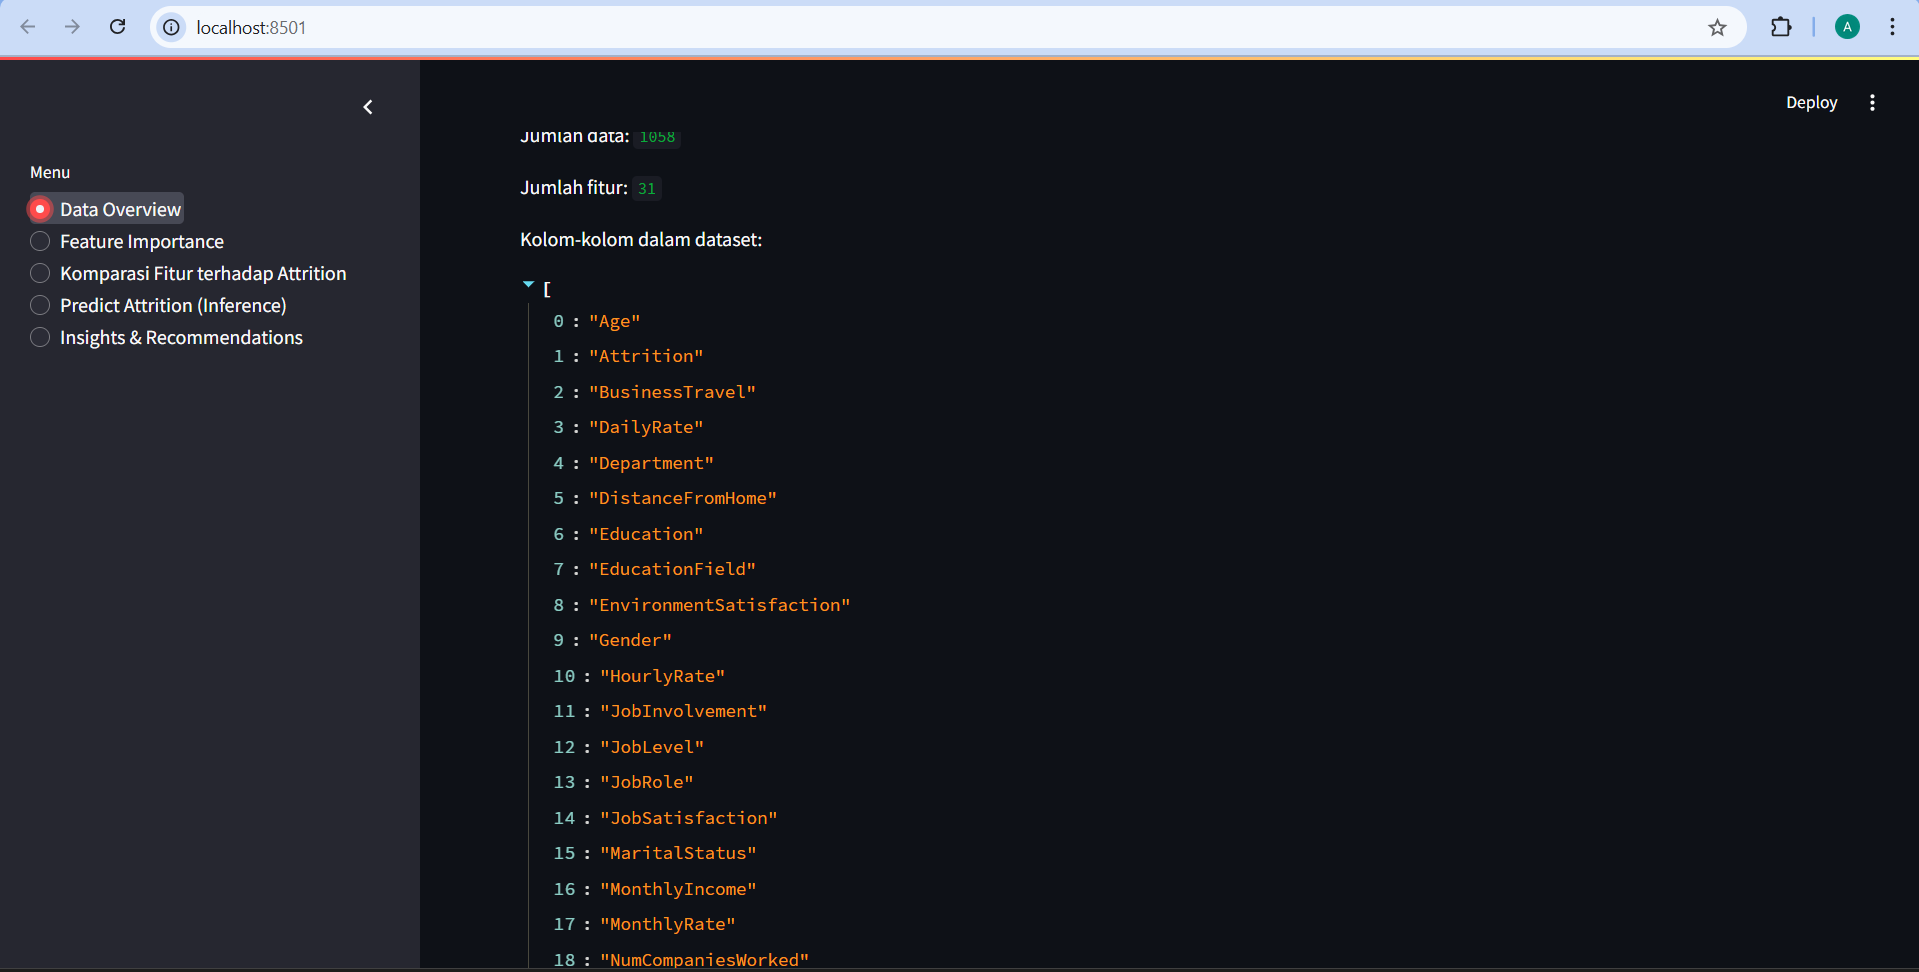 localhost:8501
A
Deploy
Menu
Data Overview
Feature Importance
Komparasi Fitur terhadap Attrition
Predict Attrition (Inference)
Insights & Recommendations
Jumlah data: 1058
Jumlah fitur: 31
Kolom-kolom dalam dataset:
[
0 : "Age"
1 : "Attrition"
2 : "BusinessTravel"
3 : "DailyRate"
4 : "Department"
5 : "DistanceFromHome"
6 : "Education"
7 : "EducationField"
8 : "EnvironmentSatisfaction"
9 : "Gender"
10 : "HourlyRate"
11 : "JobInvolvement"
12 : "JobLevel"
13 : "JobRole"
14 : "JobSatisfaction"
15 : "MaritalStatus"
16 : "MonthlyIncome"
17 : "MonthlyRate"
18 : "NumCompaniesWorked"